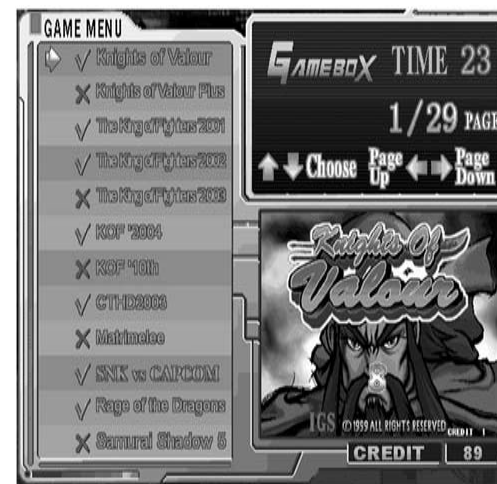 GAME MENU
Knights of Valour
Knights of Valour Plus
The King of Fighters 2001
The King of Fighters 2002
The King of Fighters 2003
KOF '2004
KOF '10th
CTHD2003
Matrimelee
SNK vs CAPCOM
Rage of the Dragons
Samurai Shadow 5
GAMEBOX TIME 23
1/29 PAGE
Choose Page Up Page Down
Knights Of
Valour
IGS © 1999 ALL RIGHTS RESERVED
CREDIT 1
CREDIT 89